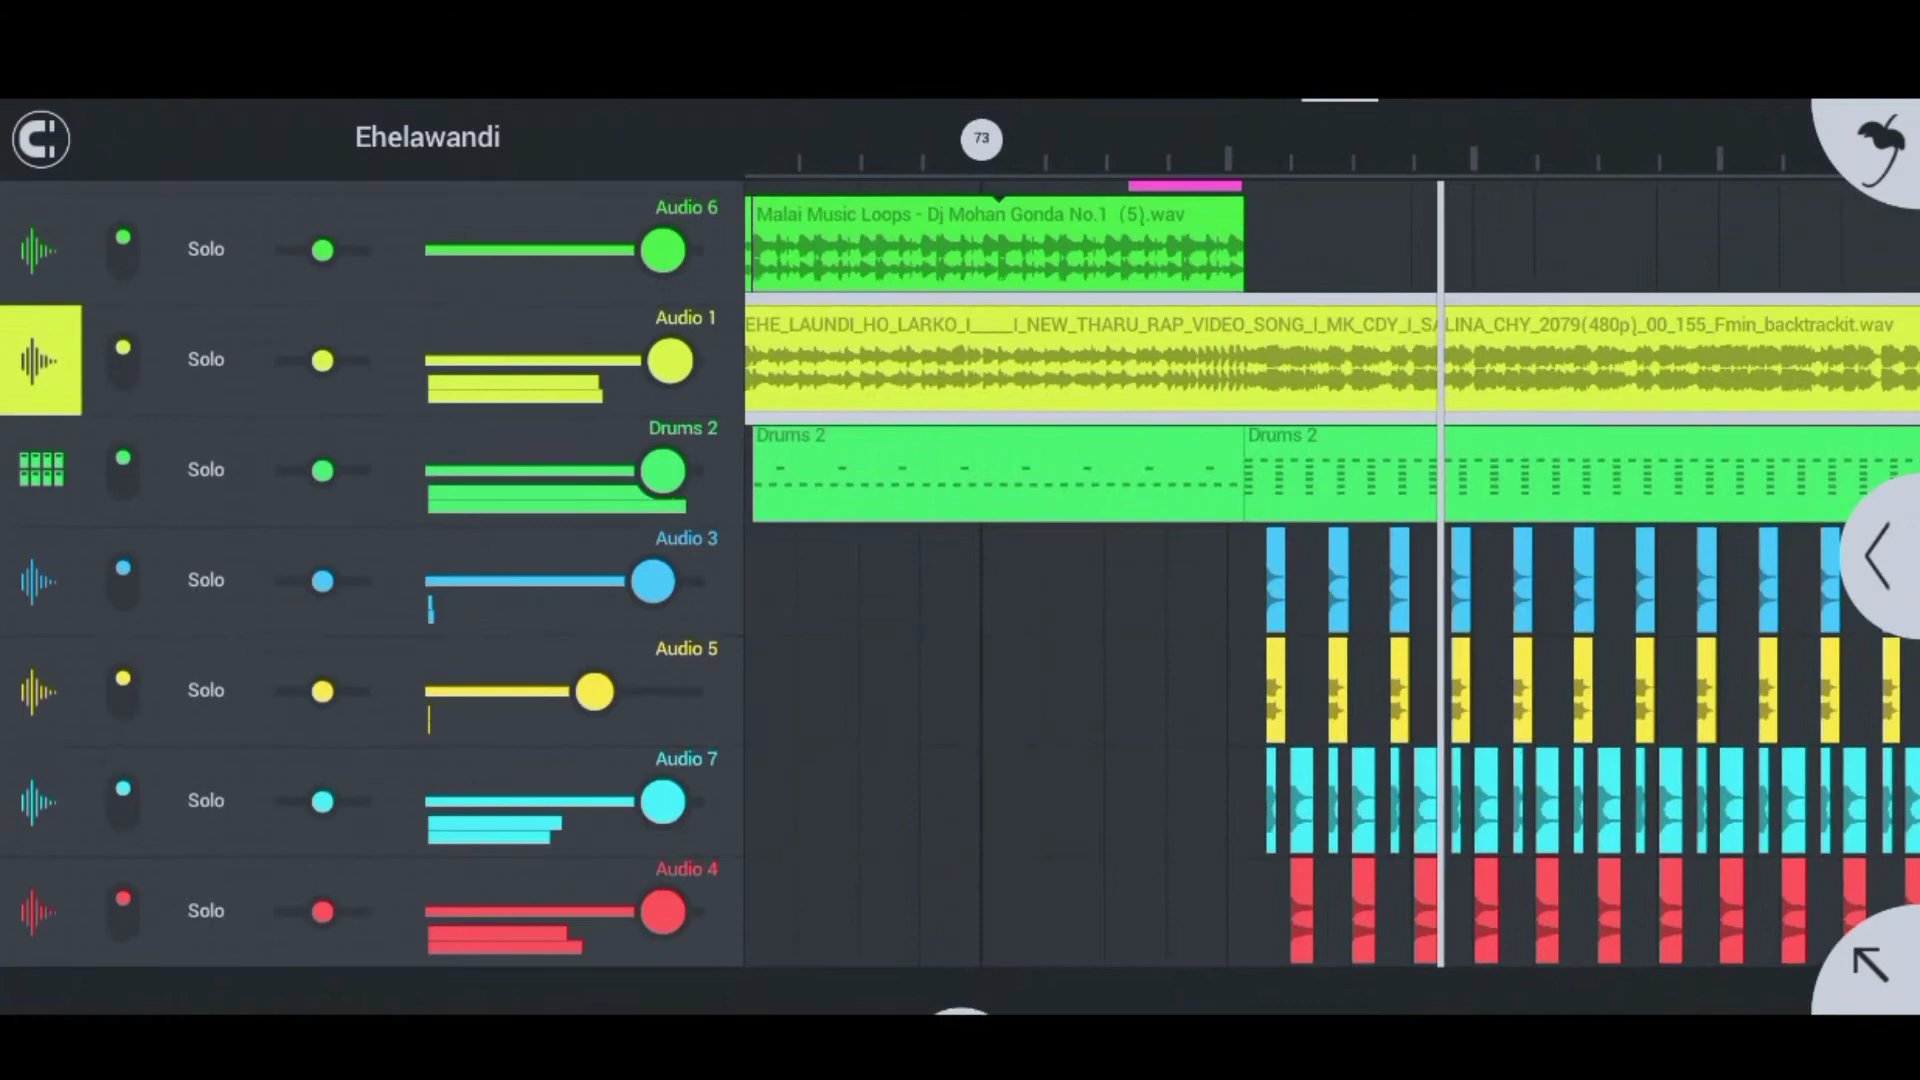 Ehelawandi
73
Audio 6
Solo
Malai Music Loops - Dj Mohan Gonda No.1 (5).wav
Audio 1
Solo
EHE_LAUNDI_HO_LARKO_I____I_NEW_THARU_RAP_VIDEO_SONG_I_MK_CDY_I_SALINA_CHY_2079(480p)_00_155_Fmin_backtrackit.wav
Drums 2
Solo
Drums 2
Drums 2
Audio 3
Solo
Audio 5
Solo
Audio 7
Solo
Audio 4
Solo